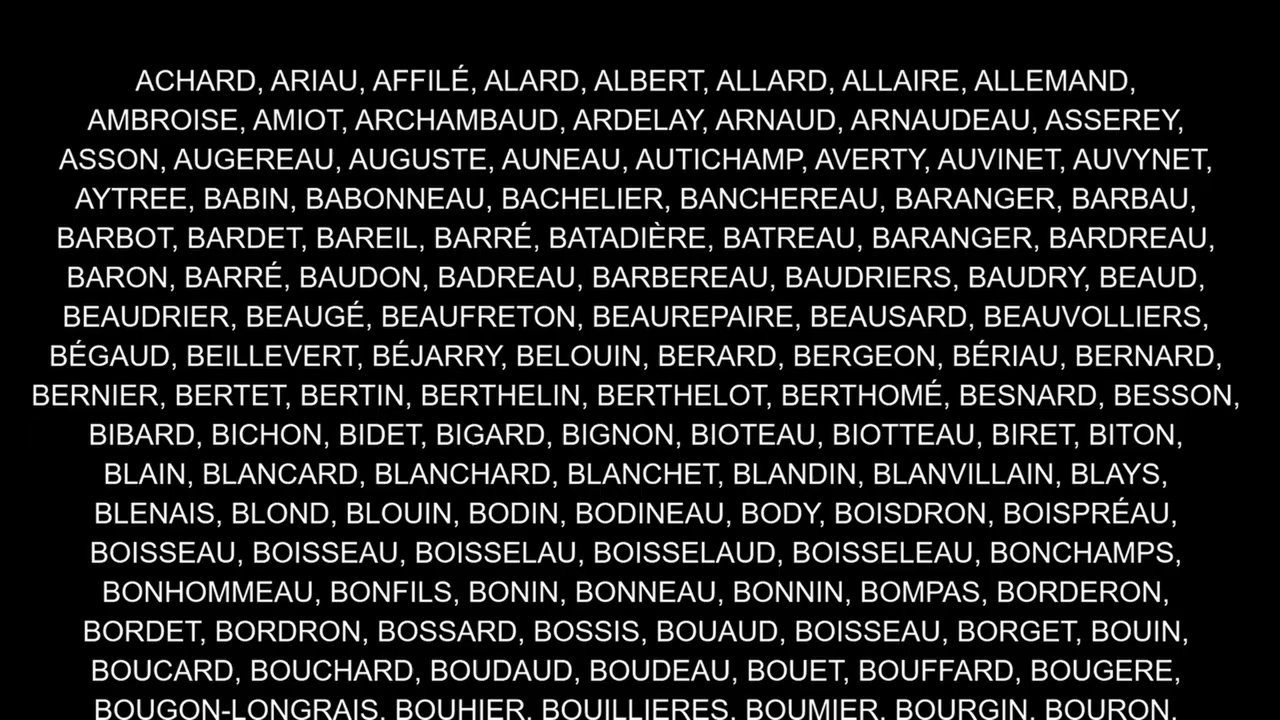 ACHARD, ARIAU, AFFILÉ, ALARD, ALBERT, ALLARD, ALLAIRE, ALLEMAND,
AMBROISE, AMIOT, ARCHAMBAUD, ARDELAY, ARNAUD, ARNAUDEAU, ASSEREY,
ASSON, AUGEREAU, AUGUSTE, AUNEAU, AUTICHAMP, AVERTY, AUVINET, AUVYNET,
AYTREE, BABIN, BABONNEAU, BACHELIER, BANCHEREAU, BARANGER, BARBAU,
BARBOT, BARDET, BAREIL, BARRÉ, BATADIÈRE, BATREAU, BARANGER, BARDREAU,
BARON, BARRÉ, BAUDON, BADREAU, BARBEREAU, BAUDRIERS, BAUDRY, BEAUD,
BEAUDRIER, BEAUGÉ, BEAUFRETON, BEAUREPAIRE, BEAUSARD, BEAUVOLLIERS,
BÉGAUD, BEILLEVERT, BÉJARRY, BELOUIN, BERARD, BERGEON, BÉRIAU, BERNARD,
BERNIER, BERTET, BERTIN, BERTHELIN, BERTHELOT, BERTHOMÉ, BESNARD, BESSON,
BIBARD, BICHON, BIDET, BIGARD, BIGNON, BIOTEAU, BIOTTEAU, BIRET, BITON,
BLAIN, BLANCARD, BLANCHARD, BLANCHET, BLANDIN, BLANVILLAIN, BLAYS,
BLENAIS, BLOND, BLOUIN, BODIN, BODINEAU, BODY, BOISDRON, BOISPRÉAU,
BOISSEAU, BOISSEAU, BOISSELAU, BOISSELAUD, BOISSELEAU, BONCHAMPS,
BONHOMMEAU, BONFILS, BONIN, BONNEAU, BONNIN, BOMPAS, BORDERON,
BORDET, BORDRON, BOSSARD, BOSSIS, BOUAUD, BOISSEAU, BORGET, BOUIN,
BOUCARD, BOUCHARD, BOUDAUD, BOUDEAU, BOUET, BOUFFARD, BOUGERE,
BOUGON-LONGRAIS, BOUHIER, BOUILLIERES, BOUMIER, BOURGIN, BOURON,